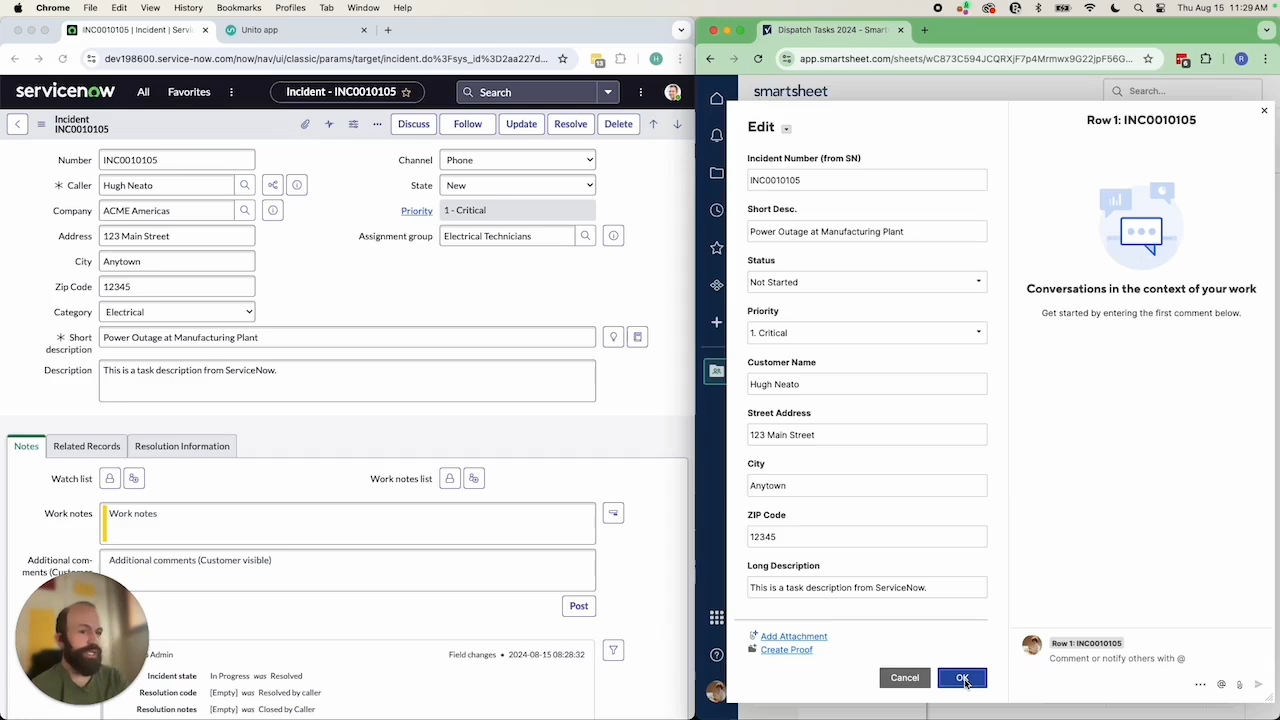 Chrome File Edit View History Bookmarks Profiles Tab Window Help
Thu Aug 15 11:29 AM
INC0010105 | Incident | Servi
Unito app
Dispatch Tasks 2024 - Smart
dev198600.service-now.com/now/nav/ui/classic/params/target/incident.do%3Fsys_id%3D2aa227d...
13
H
app.smartsheet.com/sheets/wC873C594JCQRXjF7p4Mrmwx9G22jpF56G...
6
R
servicenow
All
Favorites
Incident - INC0010105
Search
smartsheet
Search...
Incident
INC0010105
Discuss
Follow
Update
Resolve
Delete
Number
INC0010105
Channel
Phone
Caller
Hugh Neato
State
New
Company
ACME Americas
Priority
1 - Critical
Address
123 Main Street
Assignment group
Electrical Technicians
City
Anytown
Zip Code
12345
Category
Electrical
Short
description
Power Outage at Manufacturing Plant
Description
This is a task description from ServiceNow.
Notes
Related Records
Resolution Information
Watch list
Work notes list
Work notes
Work notes
Additional com-
ments
Additional comments (Customer visible)
Post
Admin
Field changes • 2024-08-15 08:28:32
Incident state
In Progress was Resolved
Resolution code
[Empty] was Resolved by caller
Resolution notes
[Empty] was Closed by Caller
Edit
Incident Number (from SN)
INC0010105
Short Desc.
Power Outage at Manufacturing Plant
Status
Not Started
Priority
1. Critical
Customer Name
Hugh Neato
Street Address
123 Main Street
City
Anytown
ZIP Code
12345
Long Description
This is a task description from ServiceNow.
Add Attachment
Create Proof
Cancel
OK
Row 1: INC0010105
Conversations in the context of your work
Get started by entering the first comment below.
Row 1: INC0010105
Comment or notify others with @